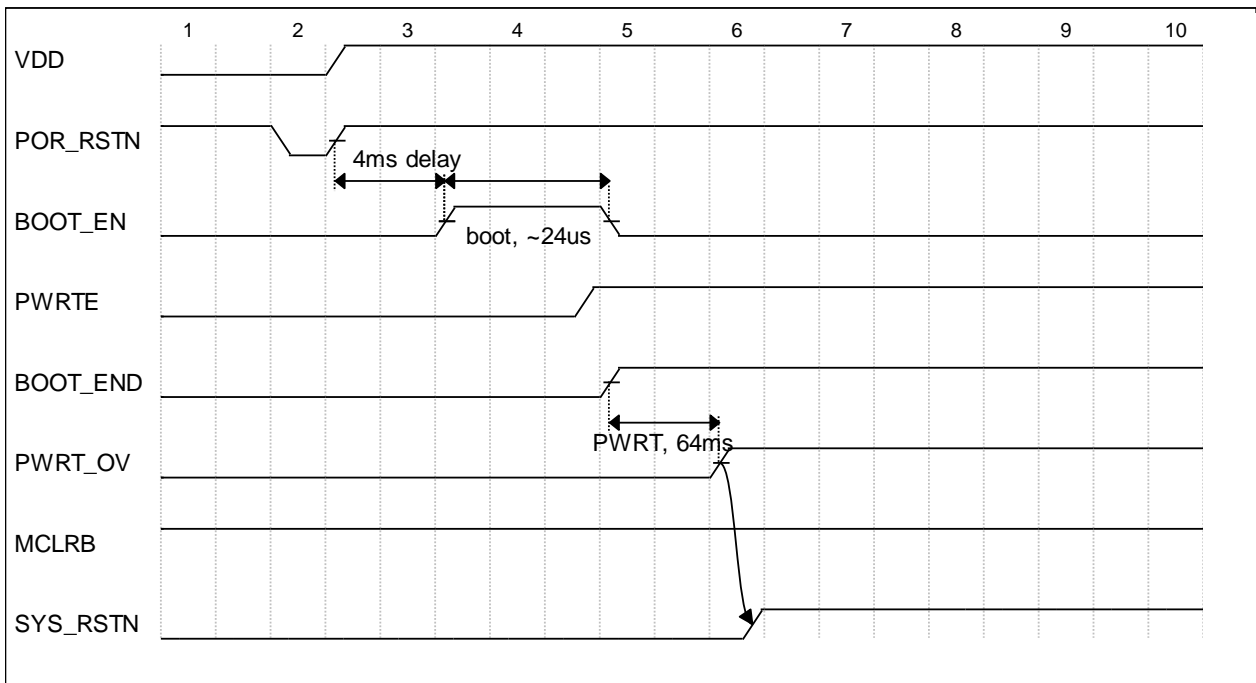 1 2 3 4 5 6 7 8 9 10
VDD
POR_RSTN
4ms delay
BOOT_EN
boot, ~24us
PWRTE
BOOT_END
PWRT, 64ms
PWRT_OV
MCLRB
SYS_RSTN